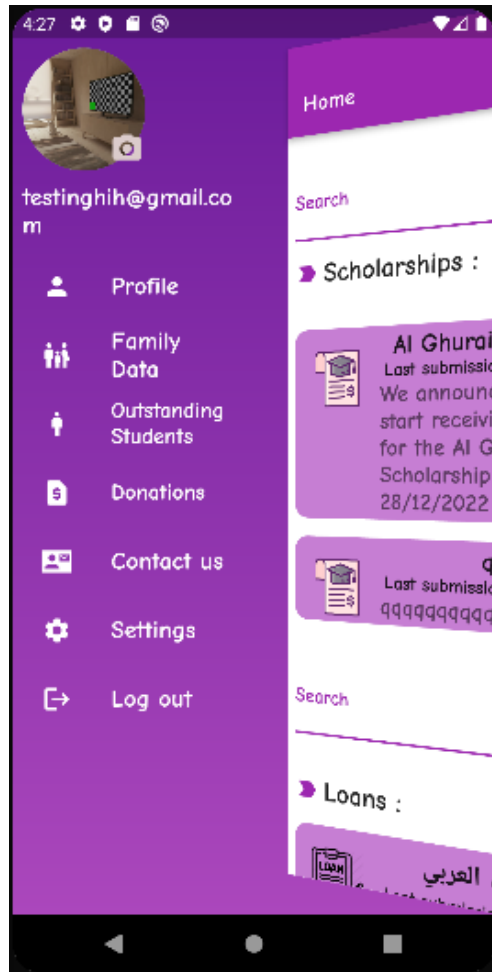 4:27
testinghih@gmail.co
m
Profile
Family
Data
Outstanding
Students
Donations
Contact us
Settings
Log out
Home
Search
Scholarships :
Al Ghurai
Last submissio
We announc
start receivi
for the Al G
Scholarship
28/12/2022
q
Last submissio
qqqqqqqqqq
Search
Loans :
LOAN
العربي